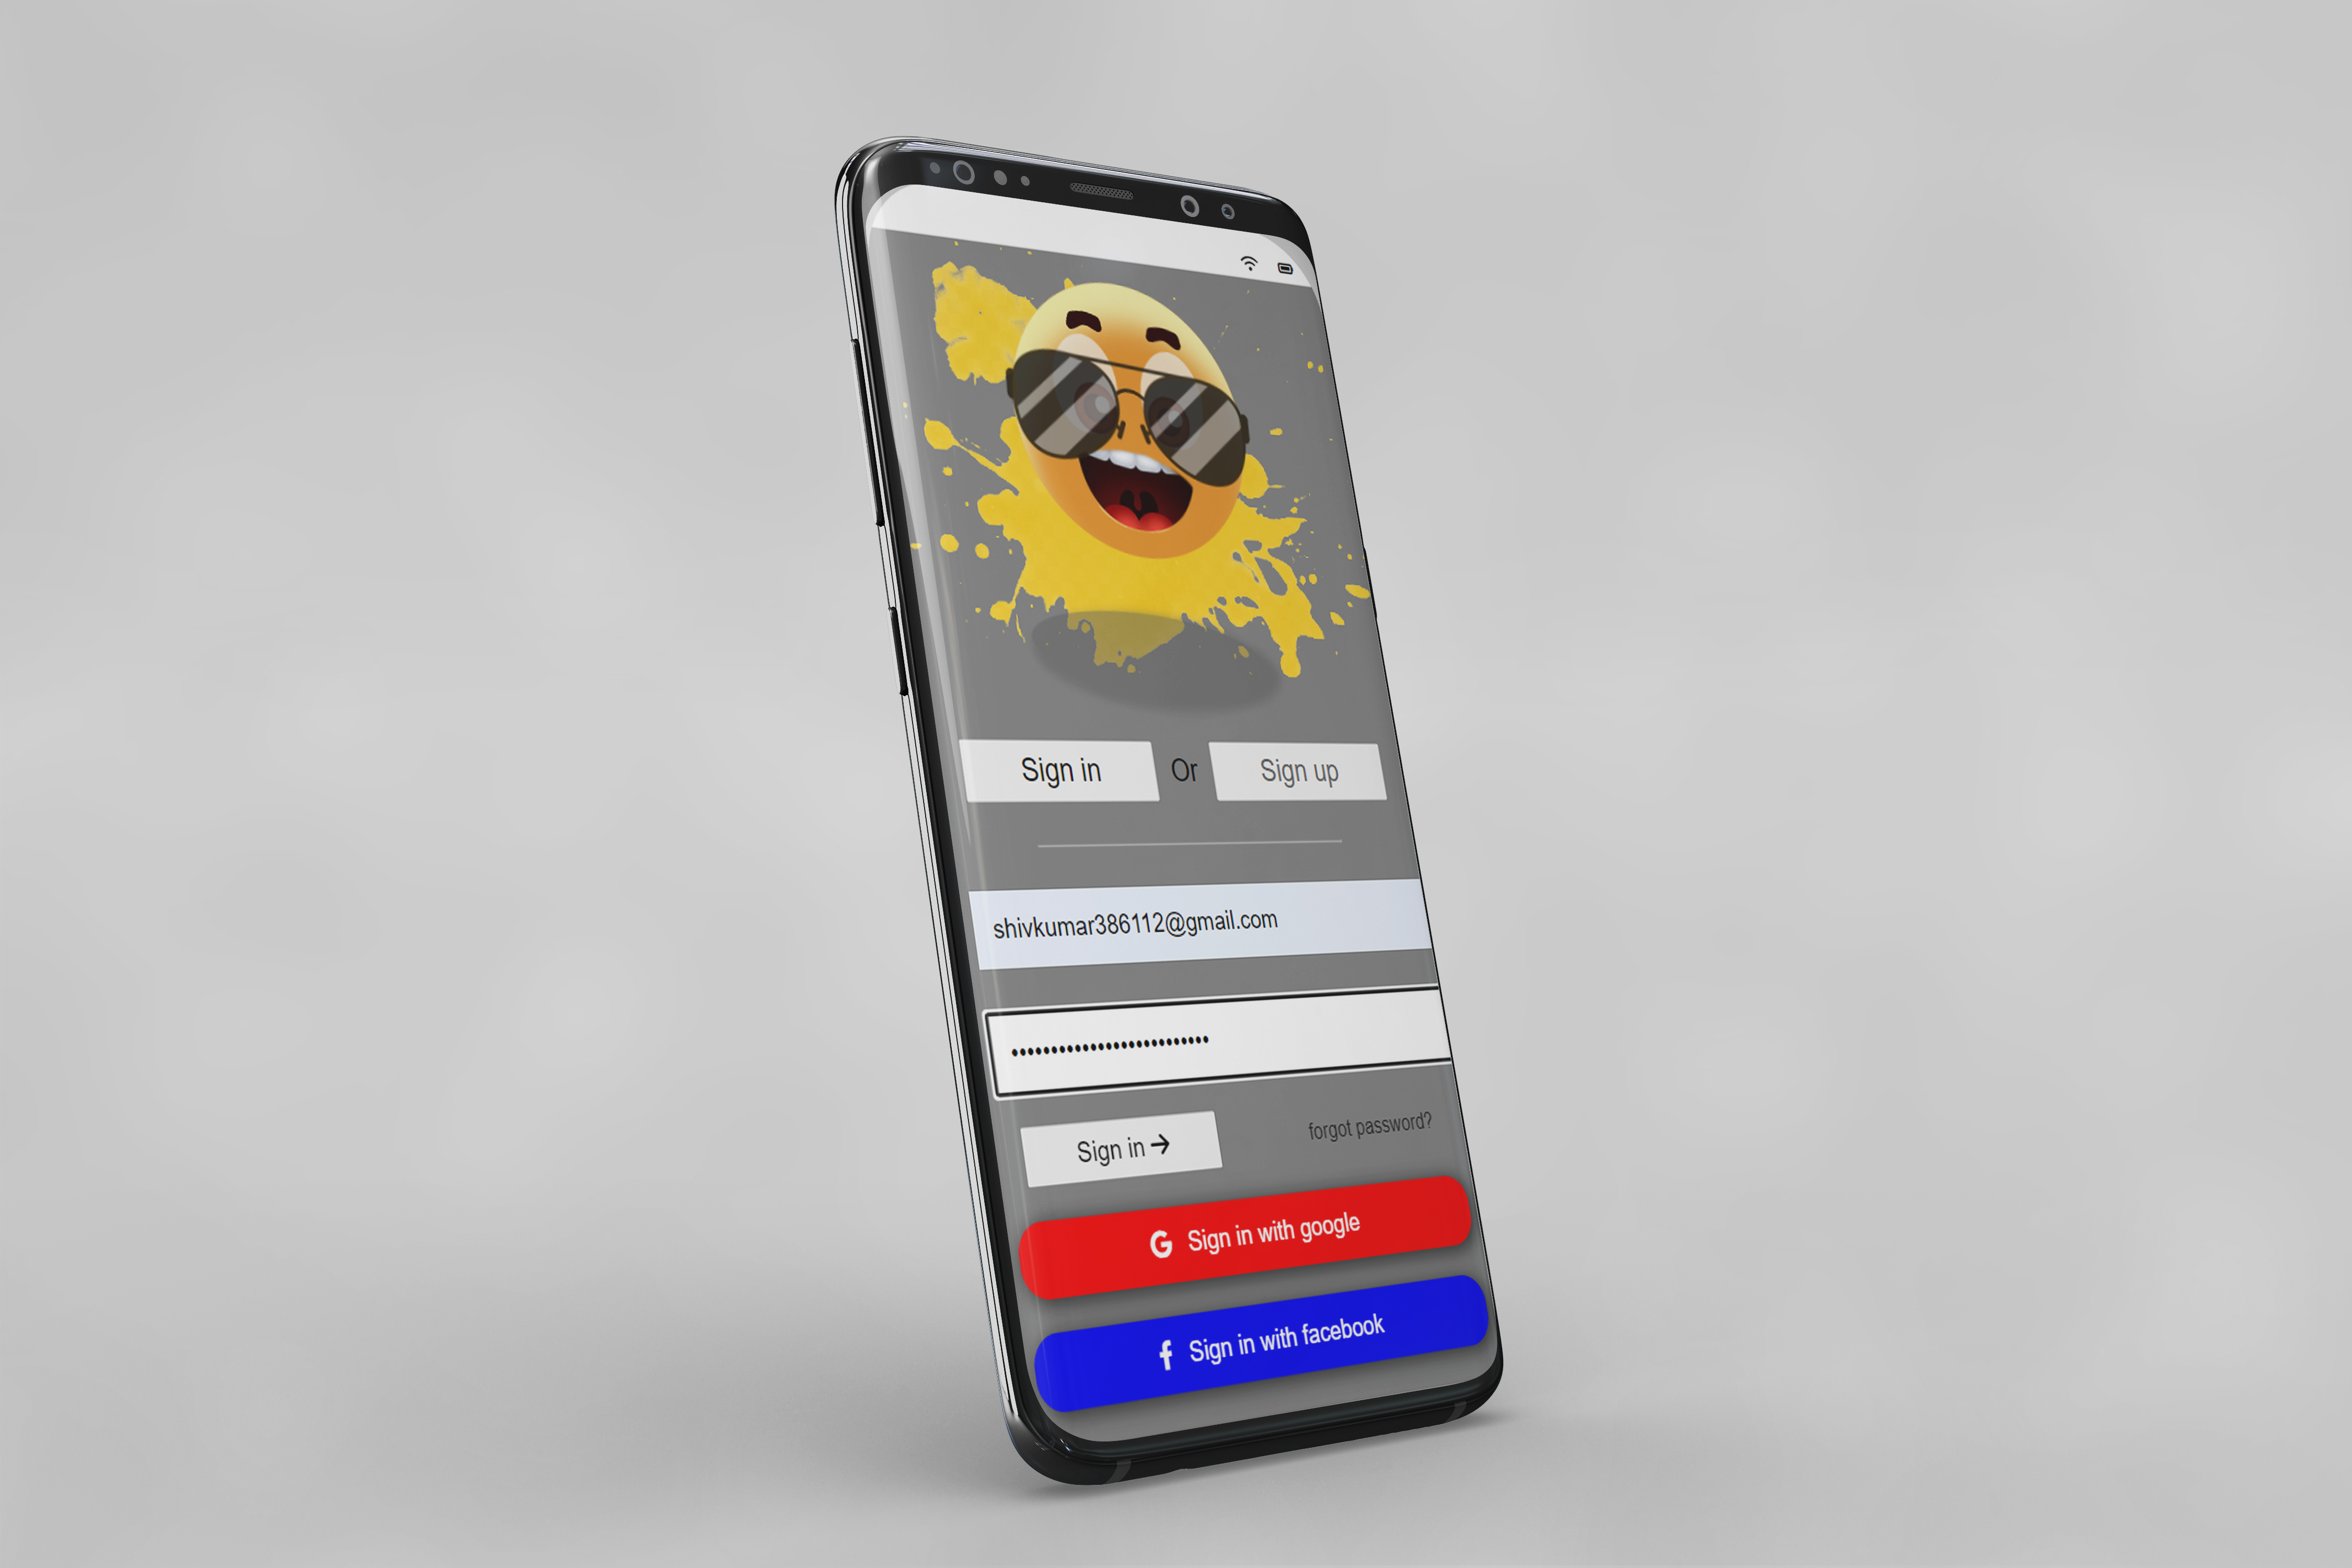 Sign in Or Sign up
shivkumar386112@gmail.com
•••••••••••••••••••••••••
Sign in →
forgot password?
G Sign in with google
f Sign in with facebook